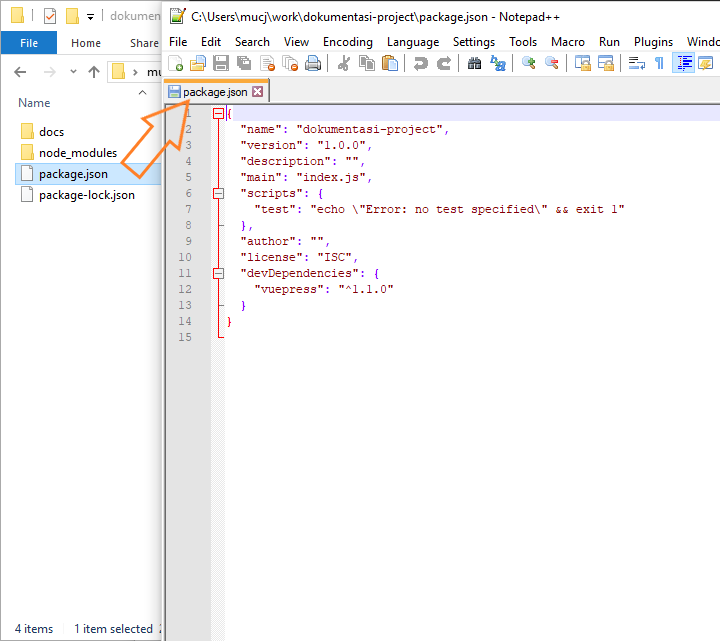 dokumen
File Home Share
mu
Name
docs
node_modules
package.json
package-lock.json
4 items 1 item selected
C:\Users\mucj\work\dokumentasi-project\package.json - Notepad++
File Edit Search View Encoding Language Settings Tools Macro Run Plugins Windo
package.json
1 {
2 "name": "dokumentasi-project",
3 "version": "1.0.0",
4 "description": "",
5 "main": "index.js",
6 "scripts": {
7 "test": "echo \"Error: no test specified\" && exit 1"
8 },
9 "author": "",
10 "license": "ISC",
11 "devDependencies": {
12 "vuepress": "^1.1.0"
13 }
14 }
15